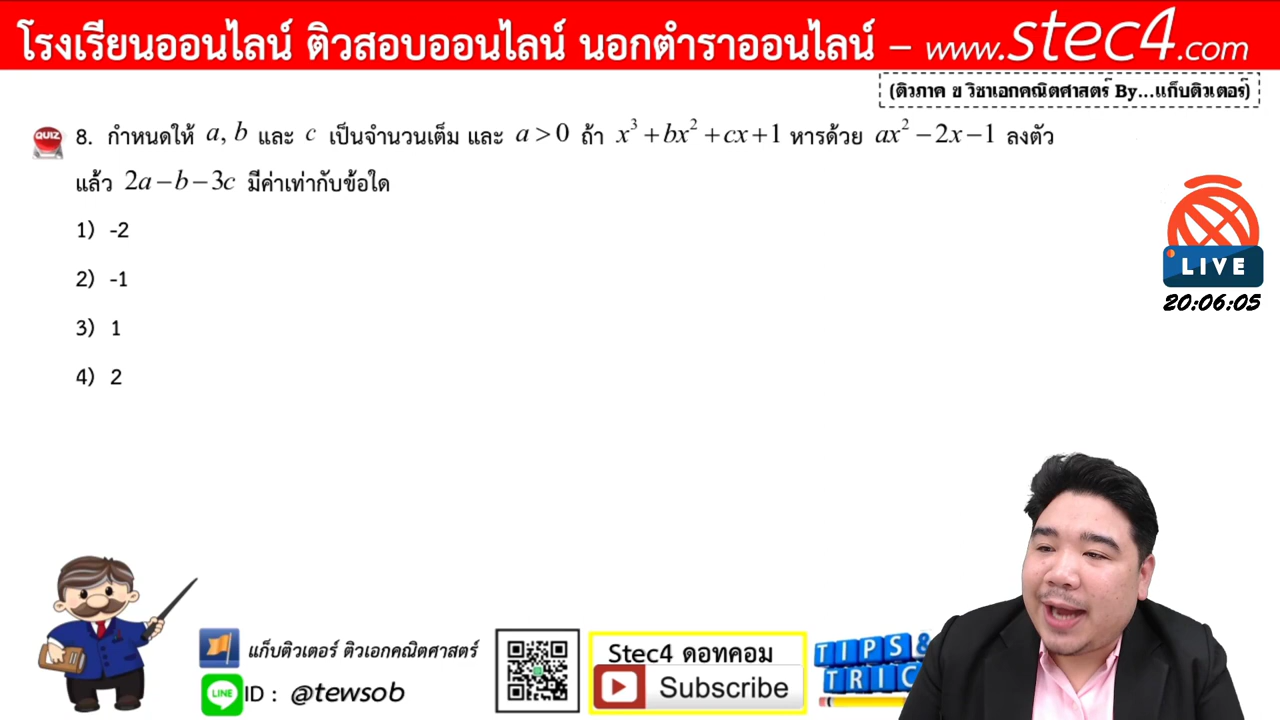 โรงเรียนออนไลน์ ติวสอบออนไลน์ นอกตำราออนไลน์ – www.stec4.com
(ติวภาค ข วิชาเอกคณิตศาสตร์ By...แก็บติวเตอร์)
QUIZ
8. กำหนดให้ a, b และ c เป็นจำนวนเต็ม และ a > 0 ถ้า x³ + bx² + cx + 1 หารด้วย ax² − 2x − 1 ลงตัว
แล้ว 2a − b − 3c มีค่าเท่ากับข้อใด
1) -2
2) -1
3) 1
4) 2
LIVE
20:06:05
แก็บติวเตอร์ ติวเอกคณิตศาสตร์
LINE ID : @tewsob
Stec4 ดอทคอม
Subscribe
TIPS &
TRIC